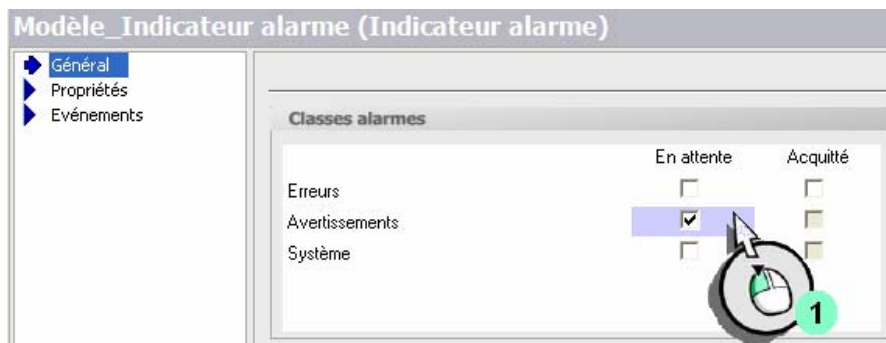 Modèle_Indicateur alarme (Indicateur alarme)
Général
Propriétés
Evénements
Classes alarmes
En attente Acquitté
Erreurs
Avertissements
Système
1